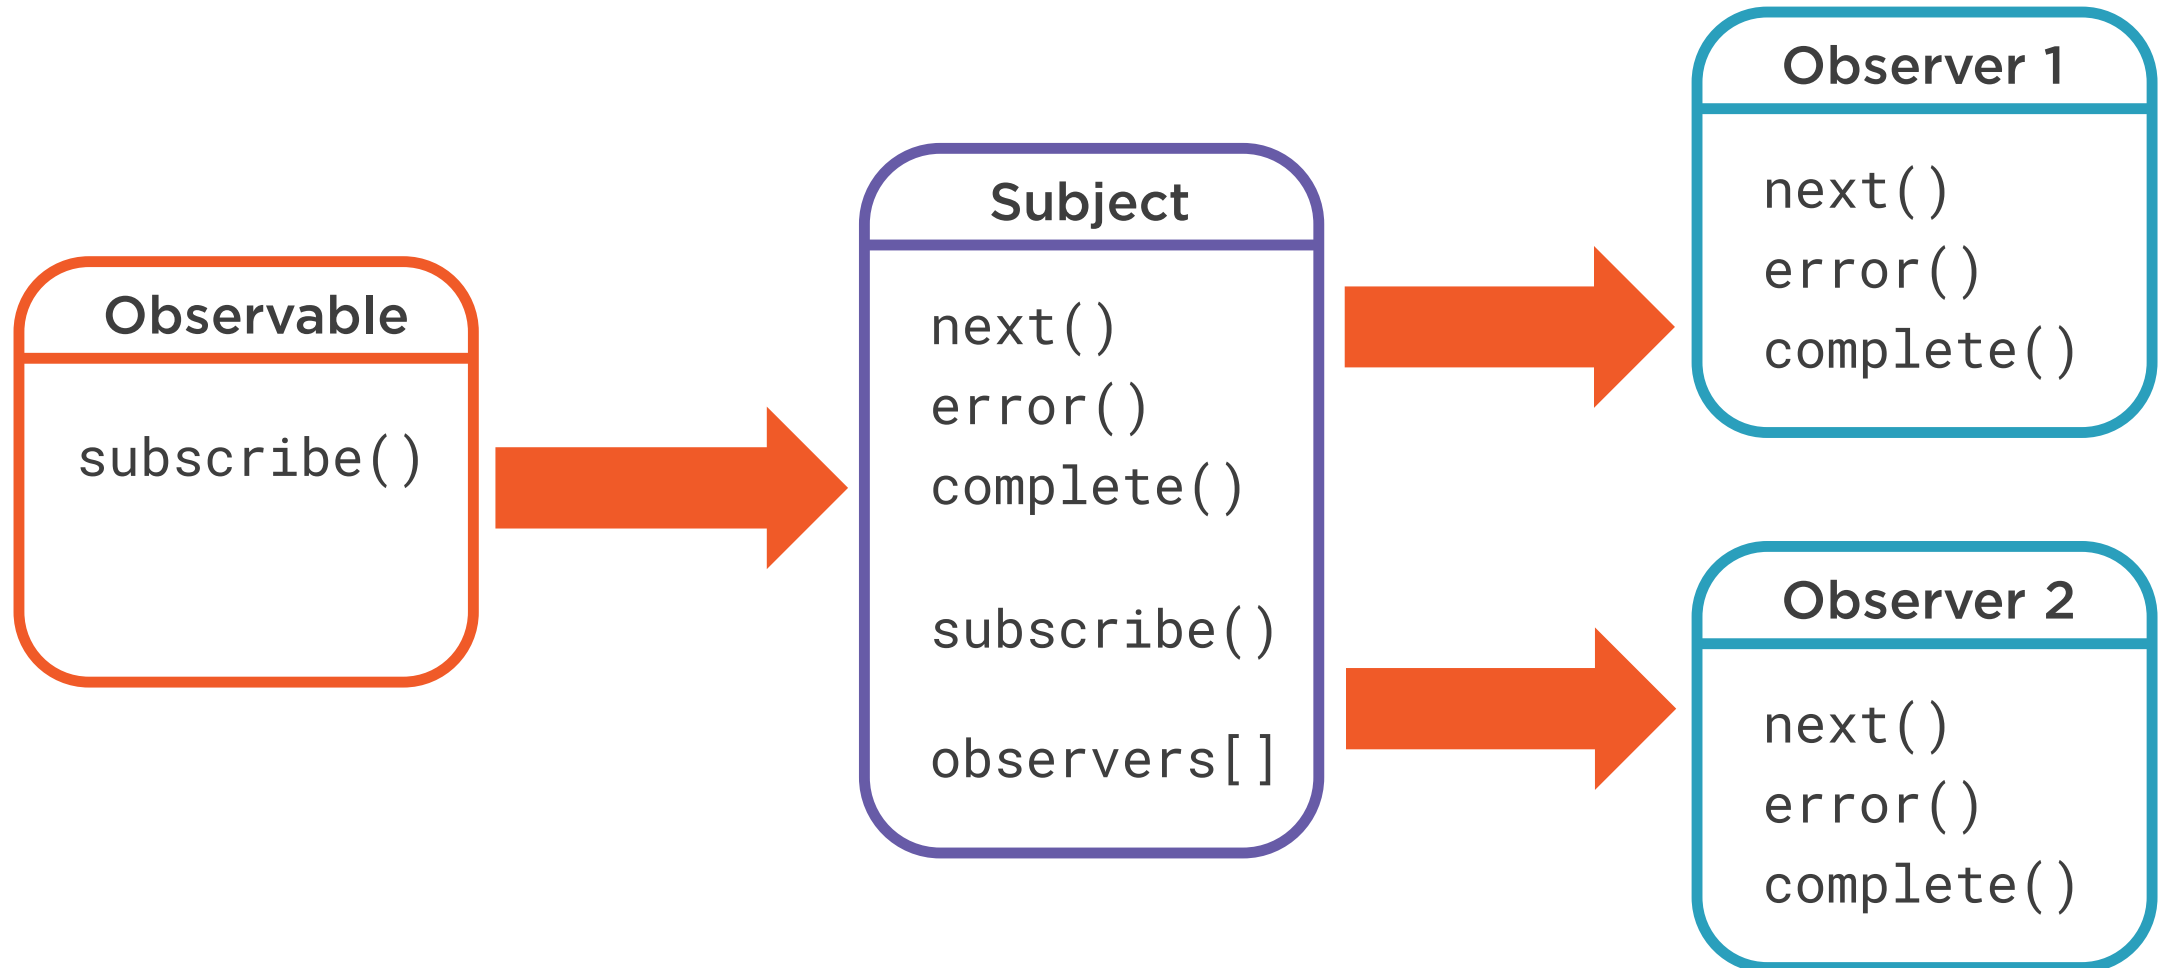 Observable
subscribe()
Subject
next()
error()
complete()
subscribe()
observers[]
Observer 1
next()
error()
complete()
Observer 2
next()
error()
complete()